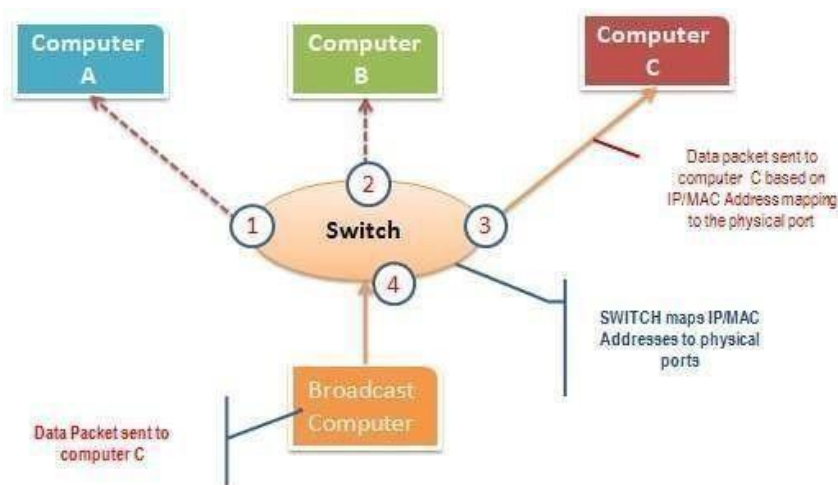 Computer
A
Computer
B
Computer
C
Data packet sent to
computer C based on
IP/MAC Address mapping
to the physical port
1
2
3
Switch
4
SWITCH maps IP/MAC
Addresses to physical
ports
Broadcast
Computer
Data Packet sent to
computer C